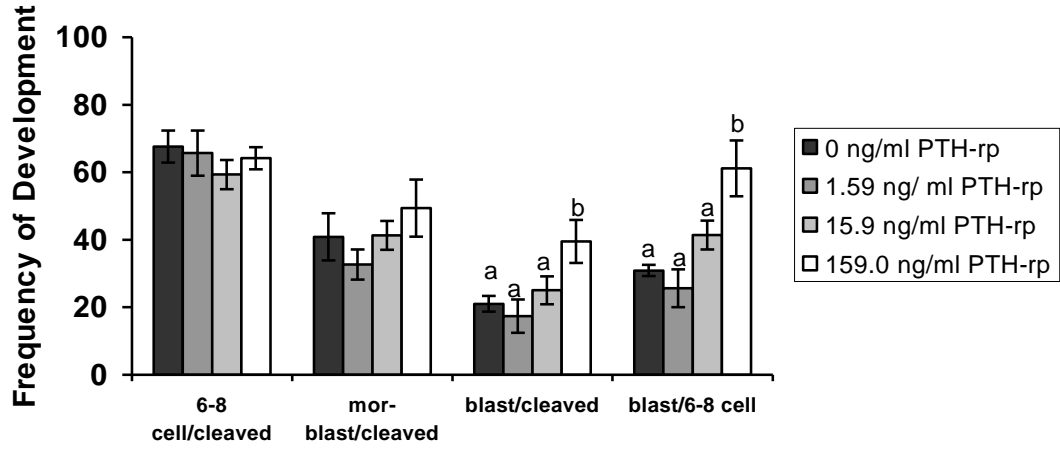 Frequency of Development
100
80
60
40
20
0
a
a
a
b
a
a
a
b
6-8
cell/cleaved
mor-
blast/cleaved
blast/cleaved
blast/6-8 cell
0 ng/ml PTH-rp
1.59 ng/ ml PTH-rp
15.9 ng/ml PTH-rp
159.0 ng/ml PTH-rp